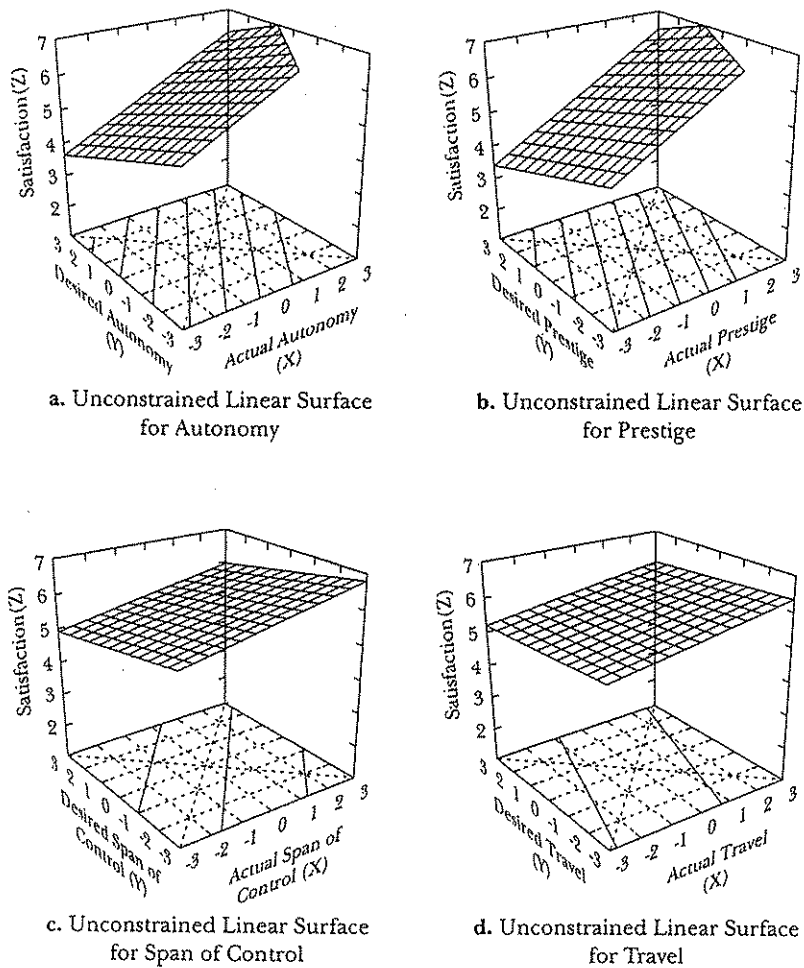 Satisfaction (Z)
7
6
5
4
3
2
3
2
1
0
-1
-2
-3
Desired Autonomy
(Y)
-3
-2
-1
0
1
2
3
Actual Autonomy
(X)
a. Unconstrained Linear Surface
for Autonomy
Satisfaction (Z)
7
6
5
4
3
2
3
2
1
0
-1
-2
-3
Desired Prestige
(Y)
-3
-2
-1
0
1
2
3
Actual Prestige
(X)
b. Unconstrained Linear Surface
for Prestige
Satisfaction (Z)
7
6
5
4
3
2
3
2
1
0
-1
-2
-3
Desired Span of
Control (Y)
-3
-2
-1
0
1
2
3
Actual Span of
Control (X)
c. Unconstrained Linear Surface
for Span of Control
Satisfaction (Z)
7
6
5
4
3
2
3
2
1
0
-1
-2
-3
Desired Travel
(Y)
-3
-2
-1
0
1
2
3
Actual Travel
(X)
d. Unconstrained Linear Surface
for Travel